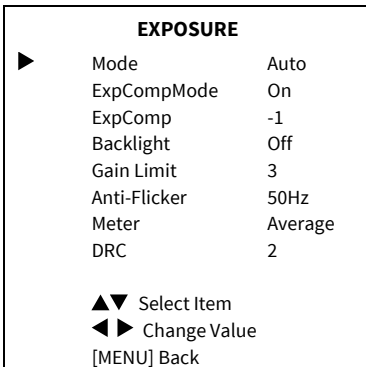 EXPOSURE
▶ Mode Auto
ExpCompMode On
ExpComp -1
Backlight Off
Gain Limit 3
Anti-Flicker 50Hz
Meter Average
DRC 2
▲▼ Select Item
◀ ▶ Change Value
[MENU] Back